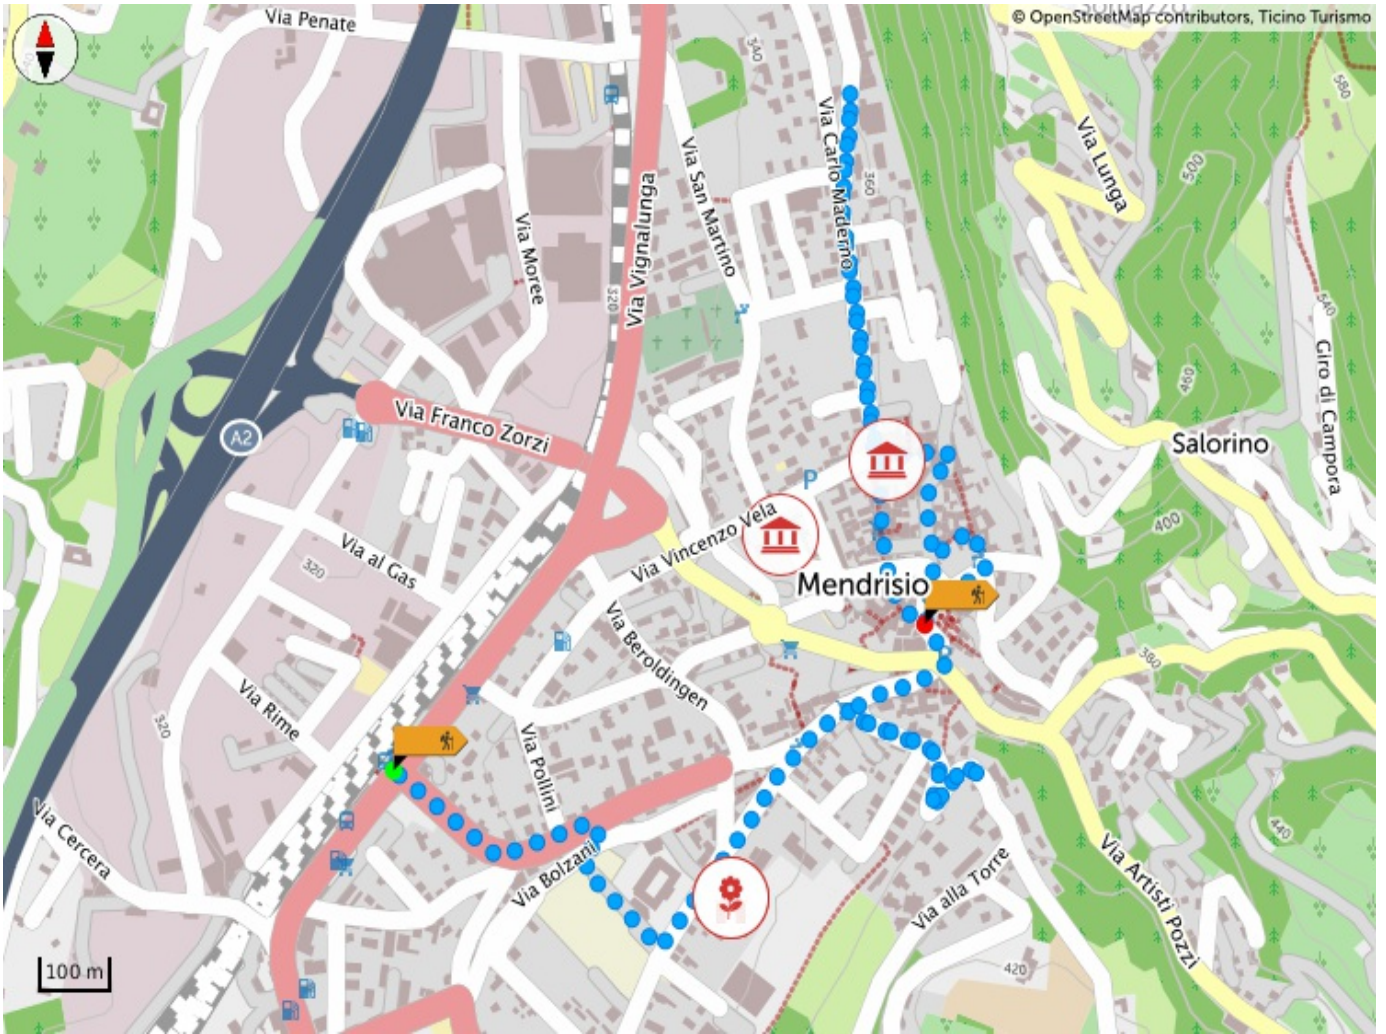 Via Penate
© OpenStreetMap contributors, Ticino Turismo
340
580
Via Carlo Maderno
Via Lunga
Via San Martino
500
360
Via Vignalunga
Via Moree
320
540
Giro di Campora
460
Via Franco Zorzi
A2
Salorino
P
400
Via Vincenzo Vela
Via al Gas
320
Mendrisio
Via Beroldingen
380
Via Rime
320
Via Pollini
Via Cercera
Via Bolzani
440
Via alla Torre
Via Artisti Pozzi
100 m
420